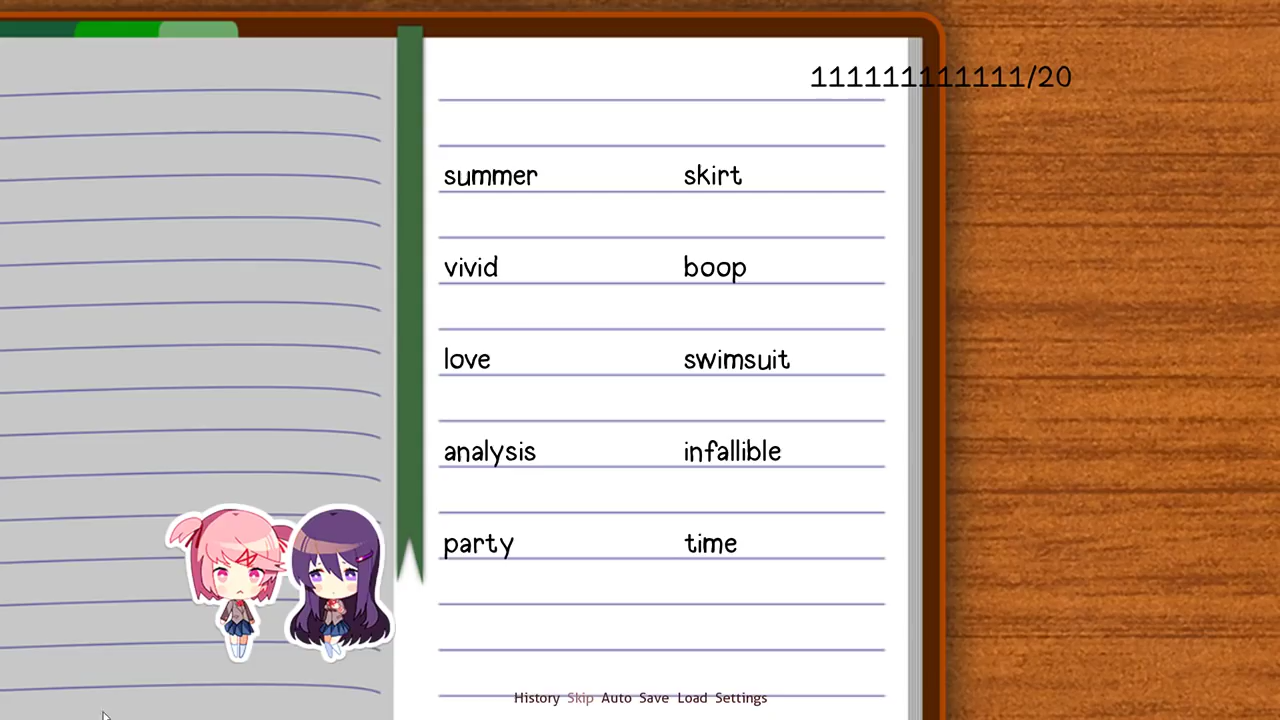 111111111111/20
summer skirt
vivid boop
love swimsuit
analysis infallible
party time
History Skip Auto Save Load Settings